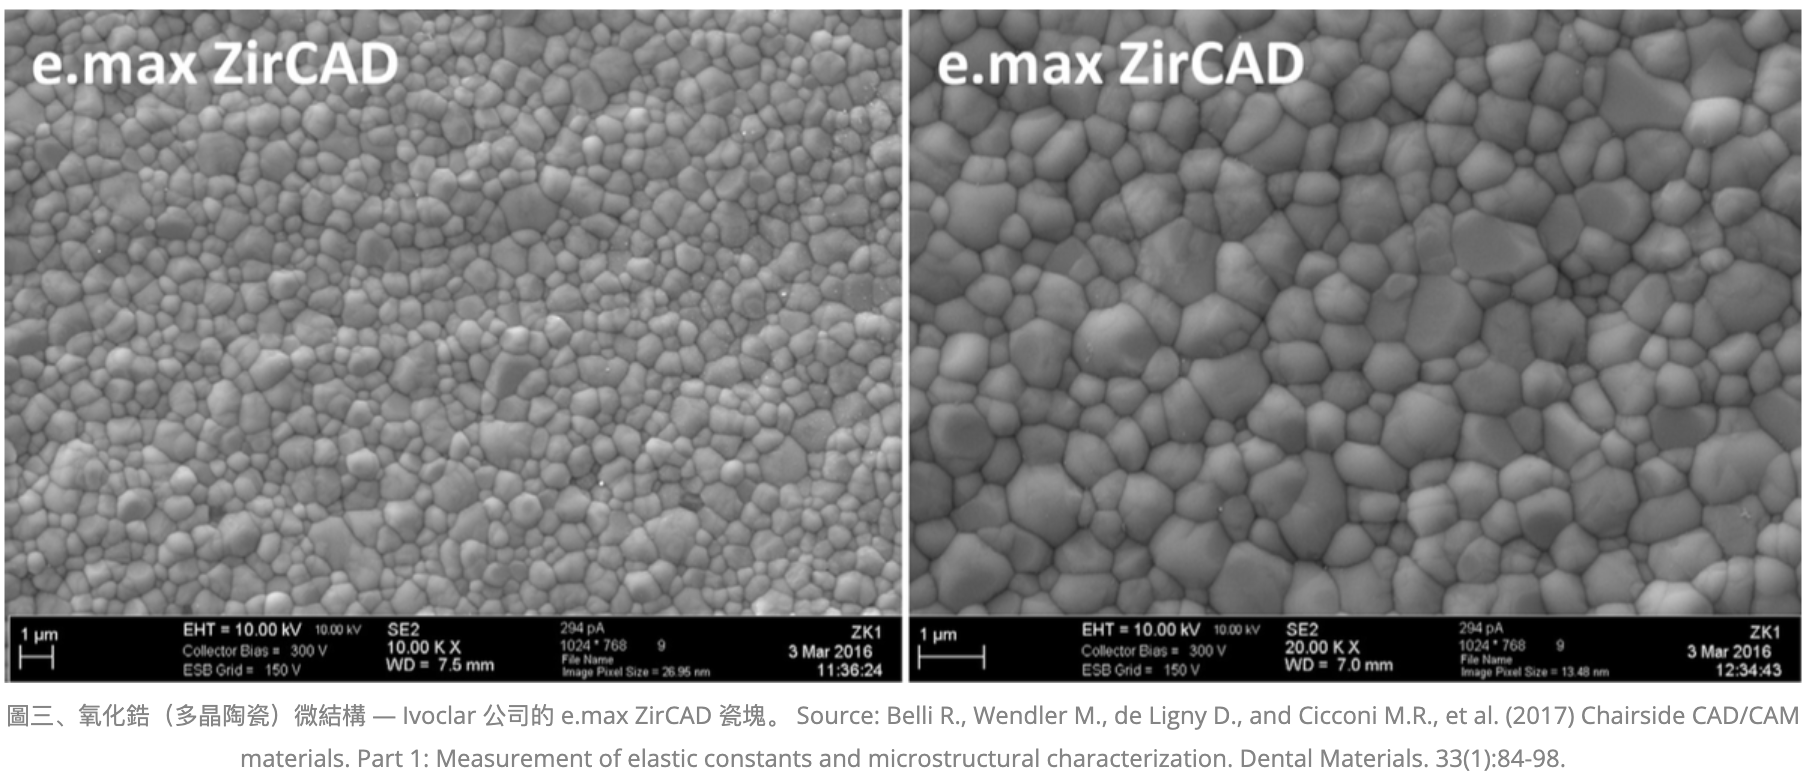 e.max ZirCAD
1 μm
EHT = 10.00 kV 10.00 kV
Collector Bias = 300 V
ESB Grid = 150 V
SE2
10.00 K X
WD = 7.5 mm
294 pA
1024 * 768 9
File Name
Image Pixel Size = 26.95 nm
ZK1
3 Mar 2016
11:36:24
e.max ZirCAD
1 μm
EHT = 10.00 kV 10.00 kV
Collector Bias = 300 V
ESB Grid = 150 V
SE2
20.00 K X
WD = 7.0 mm
294 pA
1024 * 768 9
File Name
Image Pixel Size = 13.48 nm
ZK1
3 Mar 2016
12:34:43
圖三、氧化鋯（多晶陶瓷）微結構 — Ivoclar 公司的 e.max ZirCAD 瓷塊。 Source: Belli R., Wendler M., de Ligny D., and Cicconi M.R., et al. (2017) Chairside CAD/CAM
materials. Part 1: Measurement of elastic constants and microstructural characterization. Dental Materials. 33(1):84-98.